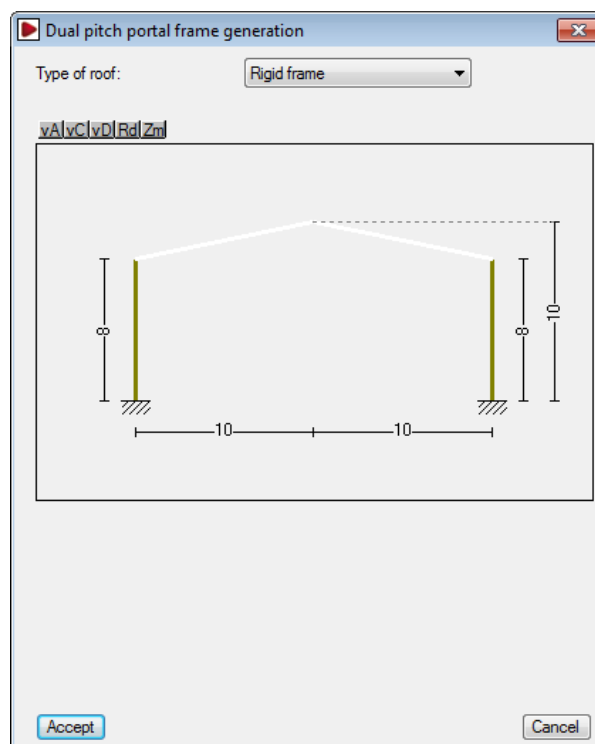 Dual pitch portal frame generation
Type of roof: Rigid frame
vA vC vD Rd Zm
8 8 10
10 10
Accept Cancel